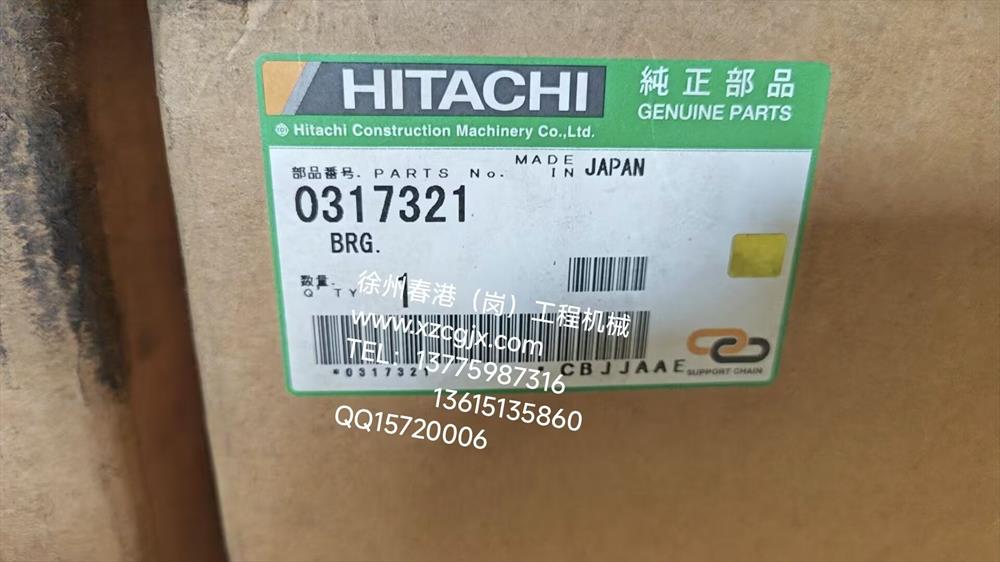 HITACHI
純正部品
GENUINE PARTS
Hitachi Construction Machinery Co.,Ltd.
部品番号. PARTS No.
MADE IN JAPAN
0317321
BRG.
数量.
Q'TY
1
徐州春港（岗）工程机械
www.xzcgjx.com
*0317321
CBJJAAE
SUPPORT CHAIN
TEL：13775987316
13615135860
QQ15720006